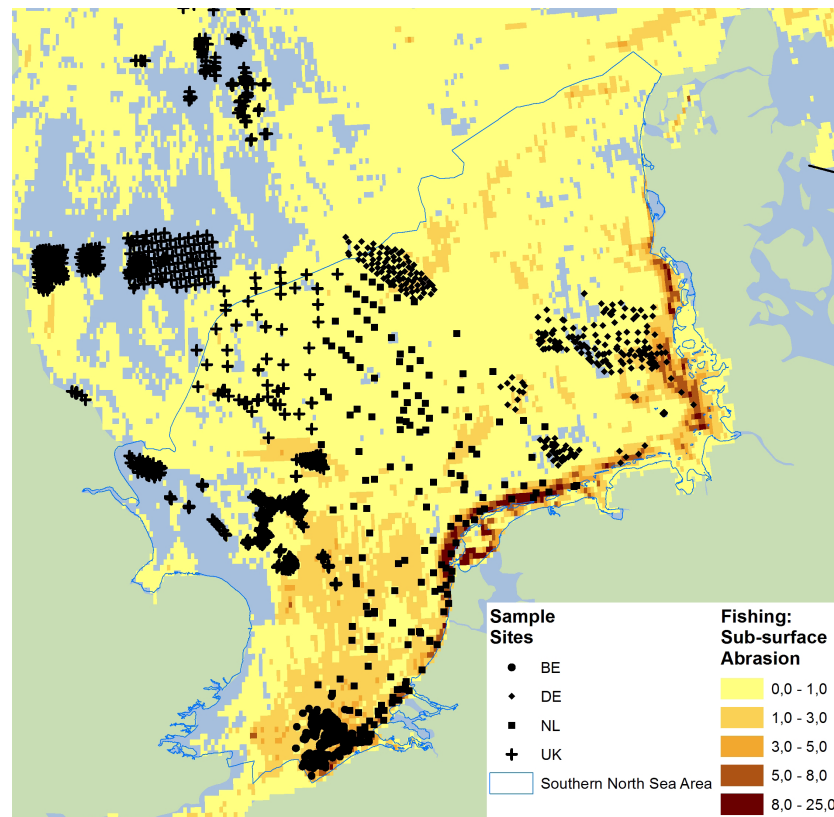 Sample
Sites
BE
DE
NL
UK
Southern North Sea Area
Fishing:
Sub-surface
Abrasion
0,0 - 1,0
1,0 - 3,0
3,0 - 5,0
5,0 - 8,0
8,0 - 25,0